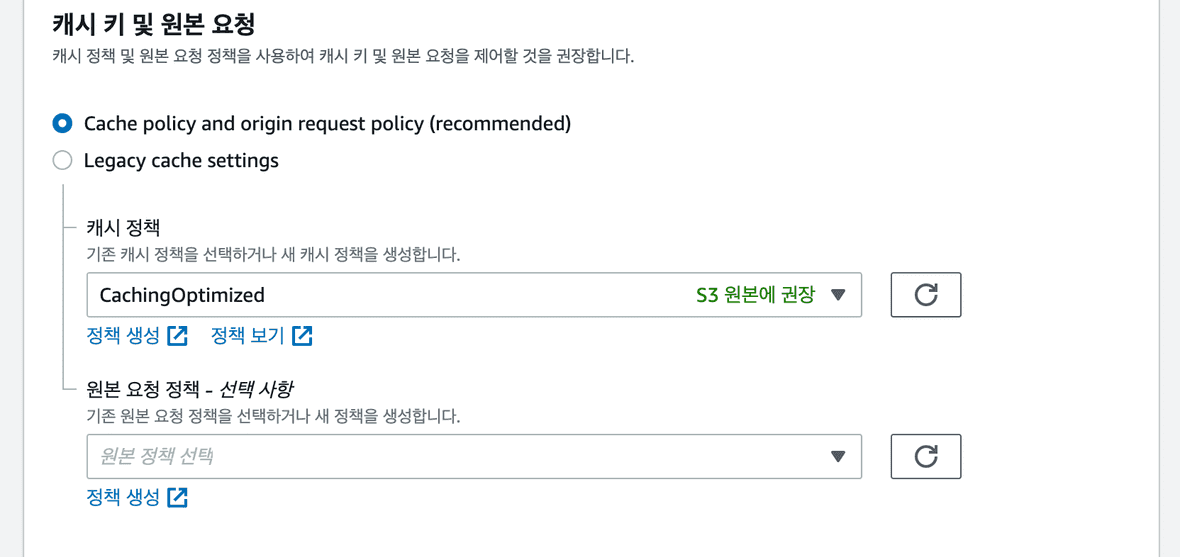 캐시 키 및 원본 요청
캐시 정책 및 원본 요청 정책을 사용하여 캐시 키 및 원본 요청을 제어할 것을 권장합니다.
Cache policy and origin request policy (recommended)
Legacy cache settings
캐시 정책
기존 캐시 정책을 선택하거나 새 캐시 정책을 생성합니다.
CachingOptimized S3 원본에 권장
정책 생성 정책 보기
원본 요청 정책 - 선택 사항
기존 원본 요청 정책을 선택하거나 새 정책을 생성합니다.
원본 정책 선택
정책 생성